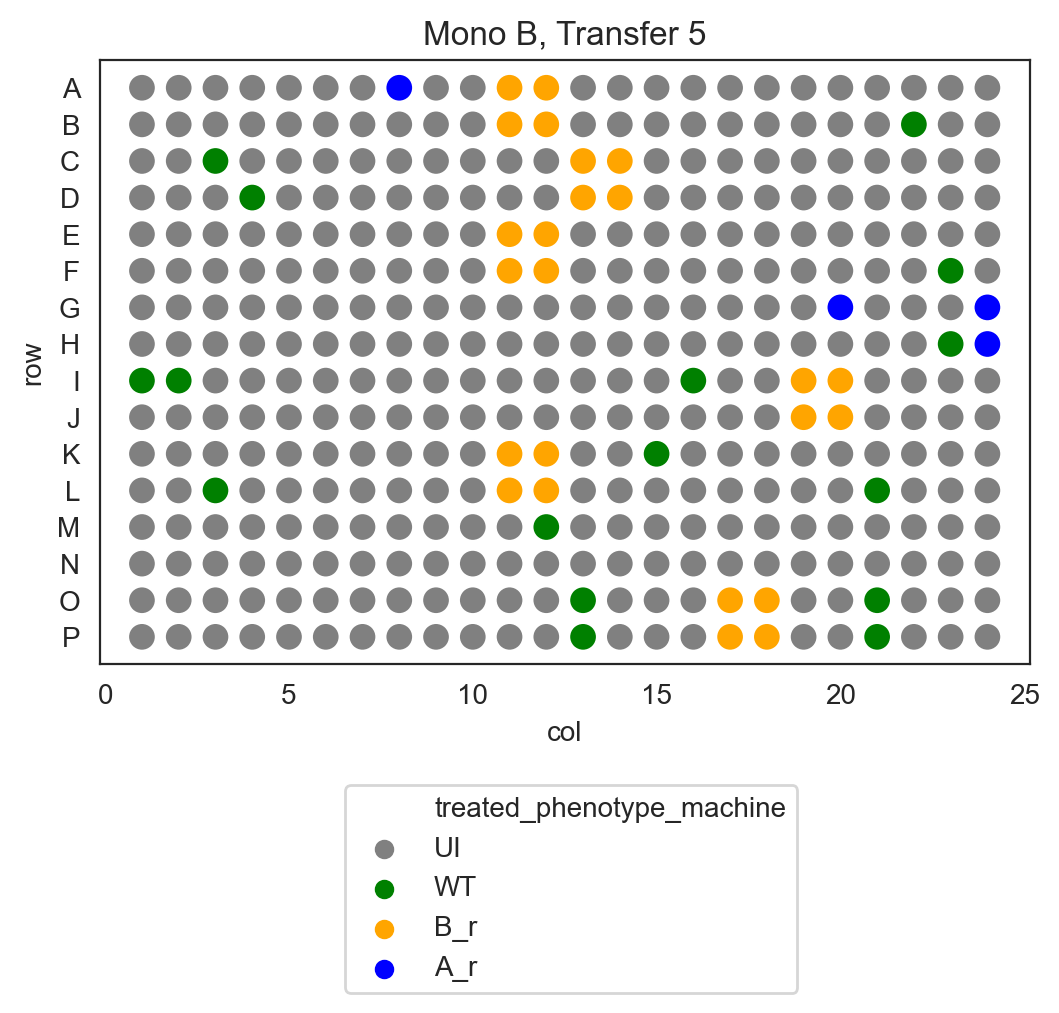 Mono B, Transfer 5
row
A
B
C
D
E
F
G
H
I
J
K
L
M
N
O
P
0 5 10 15 20 25
col
treated_phenotype_machine
UI
WT
B_r
A_r